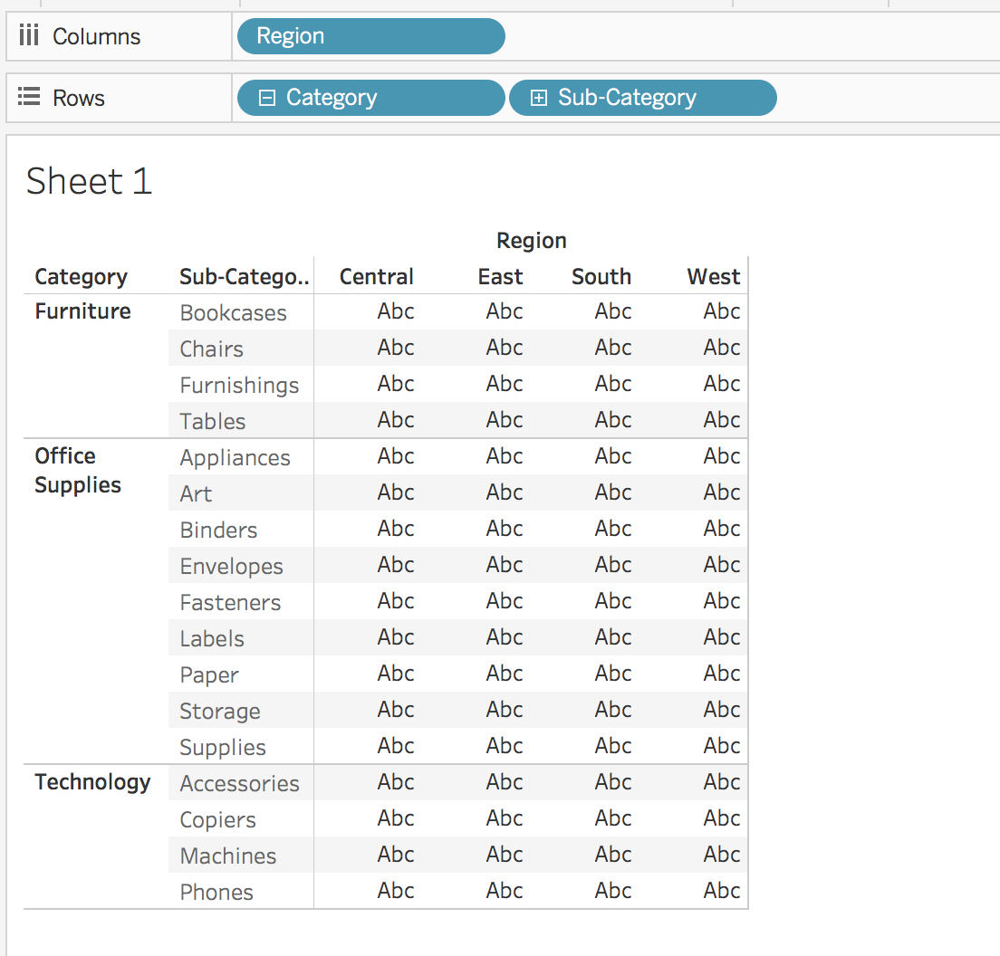 Columns Region
Rows Category Sub-Category
Sheet 1
Region
Category Sub-Catego.. Central East South West
Furniture Bookcases Abc Abc Abc Abc
Chairs Abc Abc Abc Abc
Furnishings Abc Abc Abc Abc
Tables Abc Abc Abc Abc
Office Appliances Abc Abc Abc Abc
Supplies Art Abc Abc Abc Abc
Binders Abc Abc Abc Abc
Envelopes Abc Abc Abc Abc
Fasteners Abc Abc Abc Abc
Labels Abc Abc Abc Abc
Paper Abc Abc Abc Abc
Storage Abc Abc Abc Abc
Supplies Abc Abc Abc Abc
Technology Accessories Abc Abc Abc Abc
Copiers Abc Abc Abc Abc
Machines Abc Abc Abc Abc
Phones Abc Abc Abc Abc